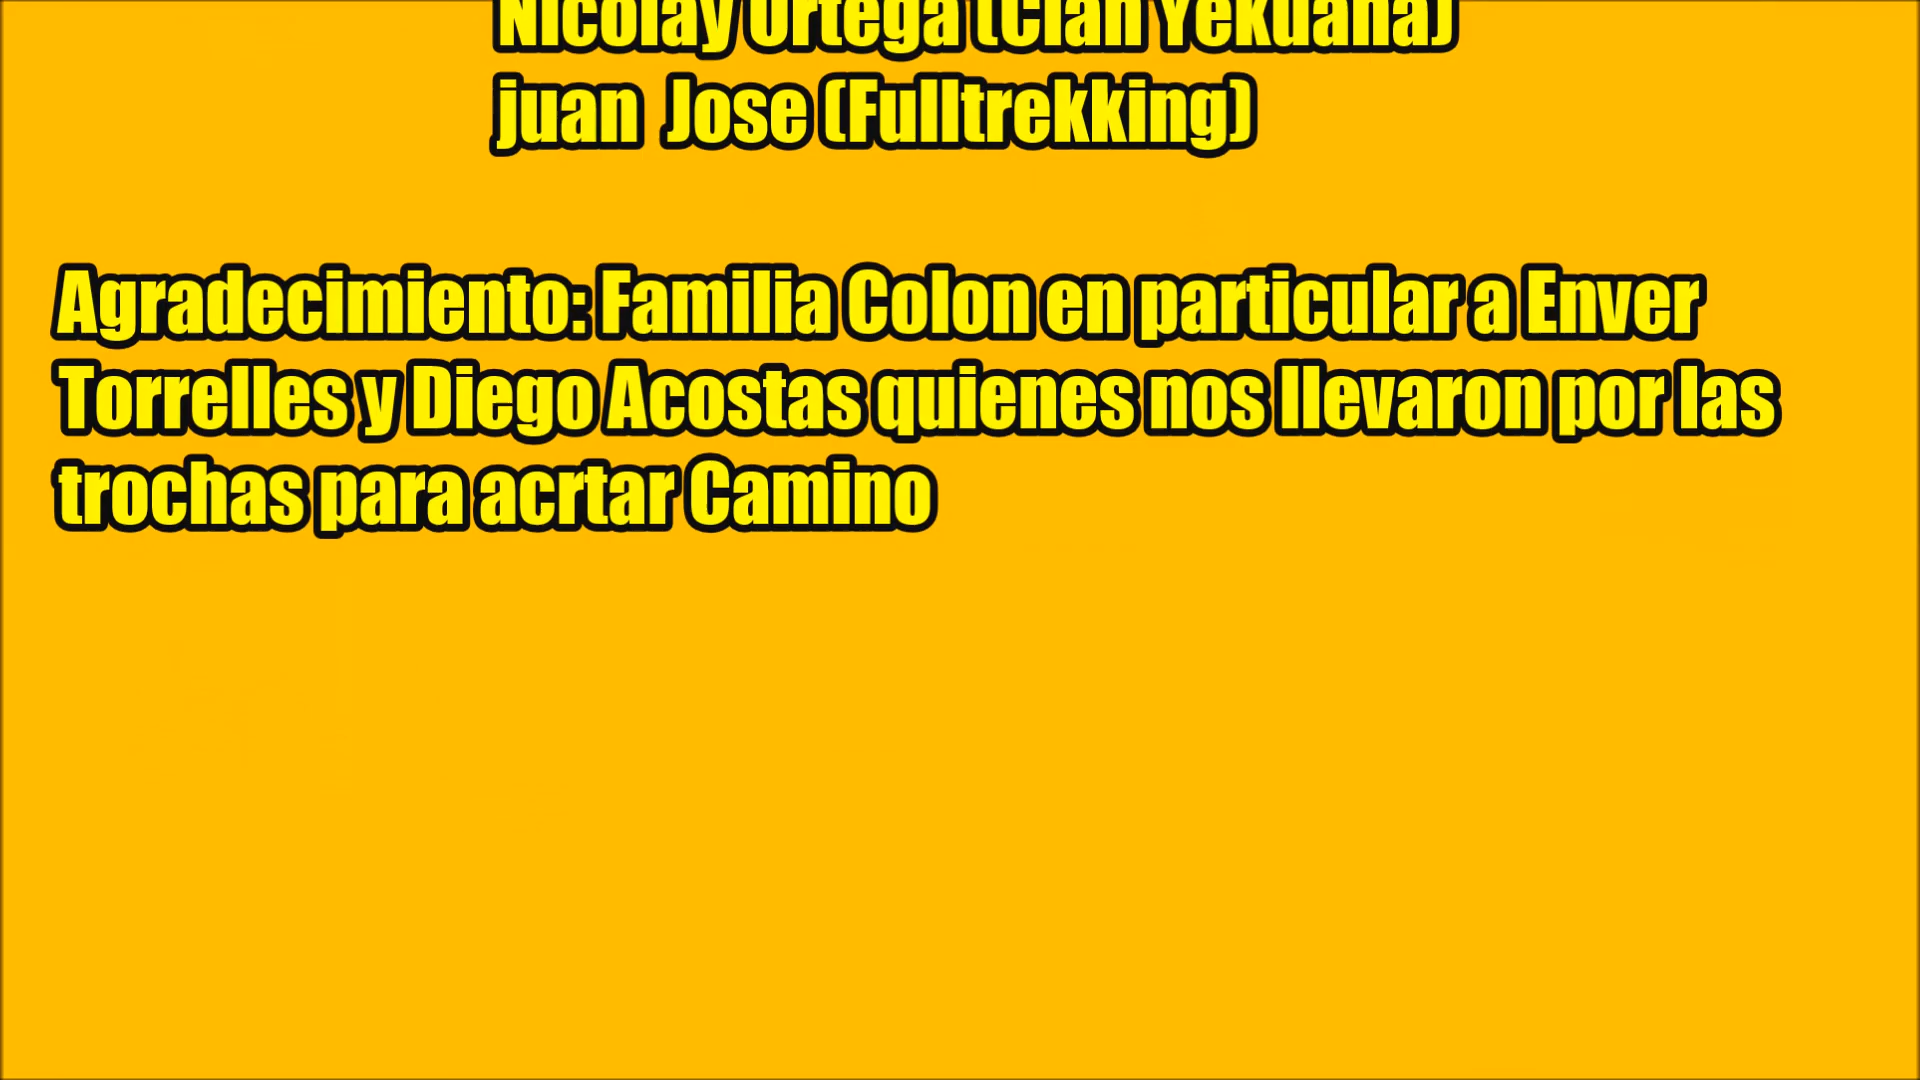 Nicolay Ortega (Clan Yekuana)
juan Jose (Fulltrekking)
Agradecimiento: Familia Colon en particular a Enver
Torrelles y Diego Acostas quienes nos llevaron por las
trochas para acrtar Camino